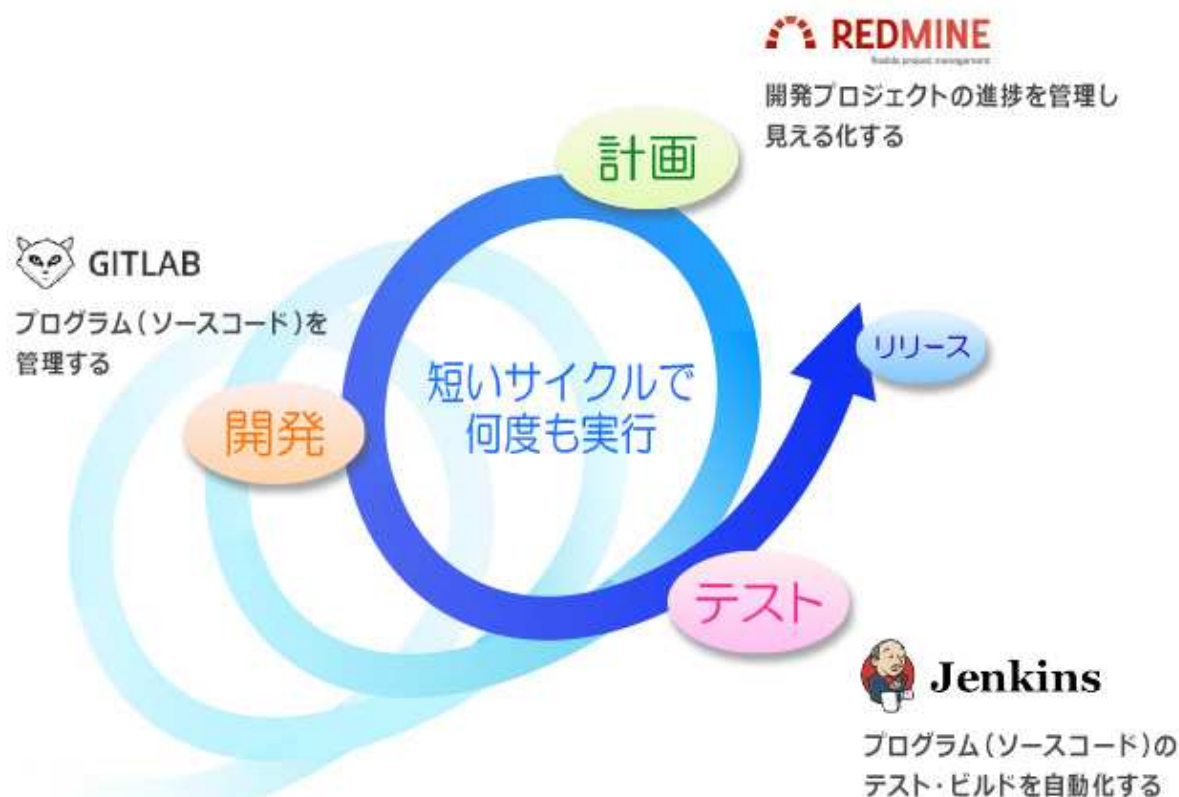 REDMINE
flexible project management
開発プロジェクトの進捗を管理し
見える化する
計画
GITLAB
プログラム(ソースコード)を
管理する
開発
短いサイクルで
何度も実行
リリース
テスト
Jenkins
プログラム(ソースコード)の
テスト・ビルドを自動化する